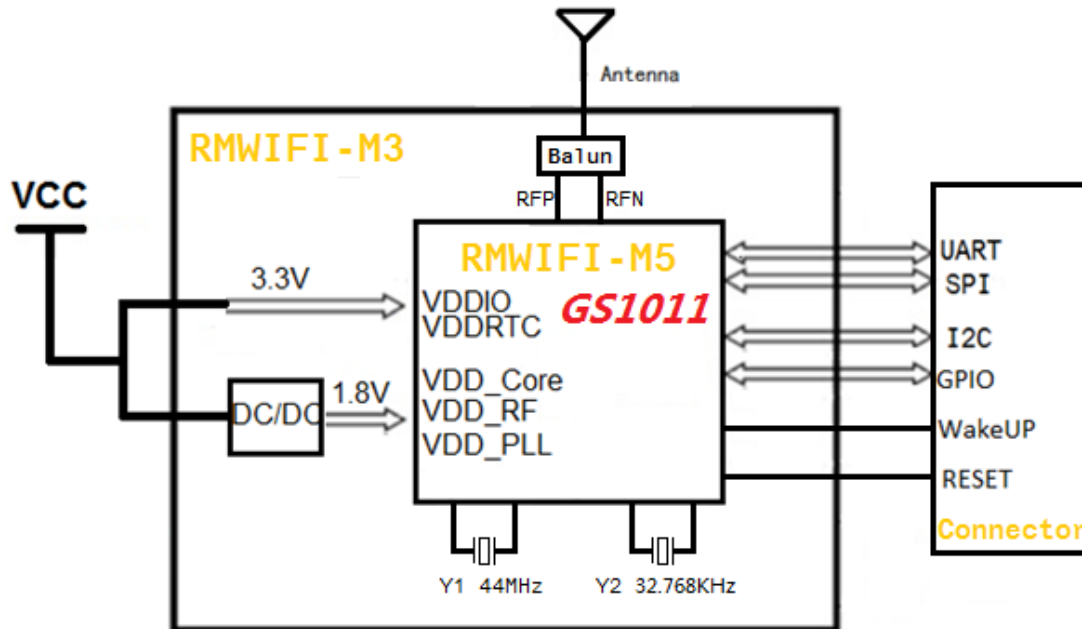 Antenna
RMWIFI-M3
Balun
VCC
RFP RFN
RMWIFI-M5
UART
3.3V
SPI
VDDIO
GS1011
VDDRTC
I2C
VDD_Core
GPIO
1.8V
DC/DC
VDD_RF
WakeUP
VDD_PLL
RESET
Connector
Y1 44MHz
Y2 32.768KHz